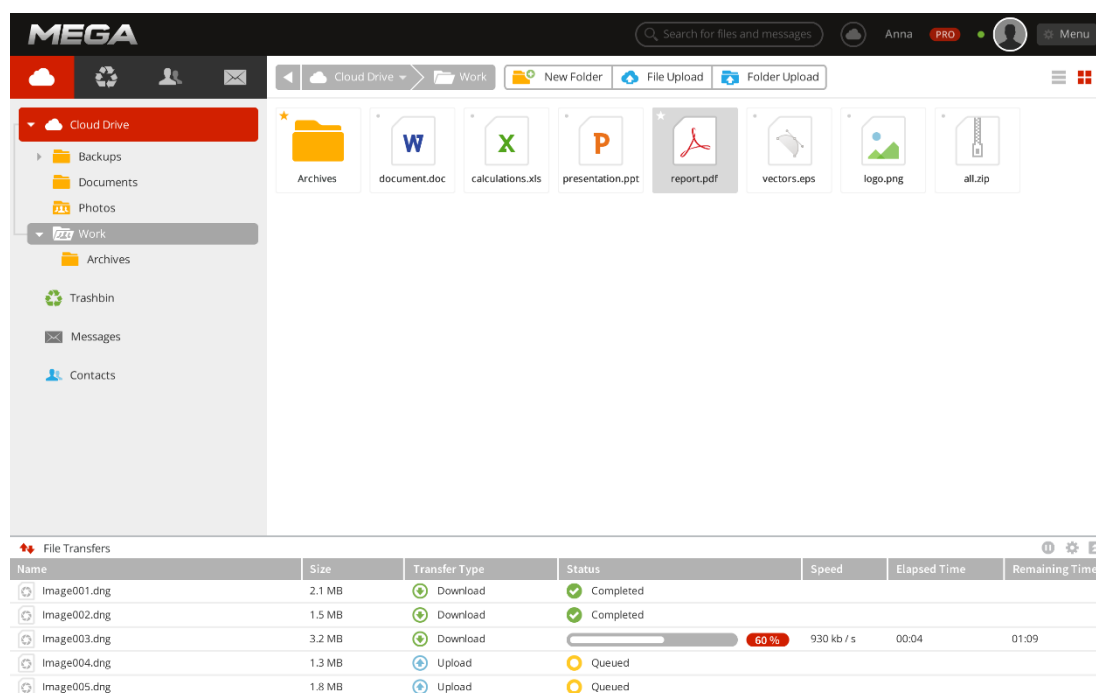 MEGA
Search for files and messages
Anna PRO
Menu
Cloud Drive Work
New Folder File Upload Folder Upload
Cloud Drive
Backups
Documents
Photos
Work
Archives
Trashbin
Messages
Contacts
Archives document.doc calculations.xls presentation.ppt report.pdf vectors.eps logo.png all.zip
W X P
File Transfers
Name Size Transfer Type Status Speed Elapsed Time Remaining Time
Image001.dng 2.1 MB Download Completed
Image002.dng 1.5 MB Download Completed
Image003.dng 3.2 MB Download 60 % 930 kb / s 00:04 01:09
Image004.dng 1.3 MB Upload Queued
Image005.dng 1.8 MB Upload Queued